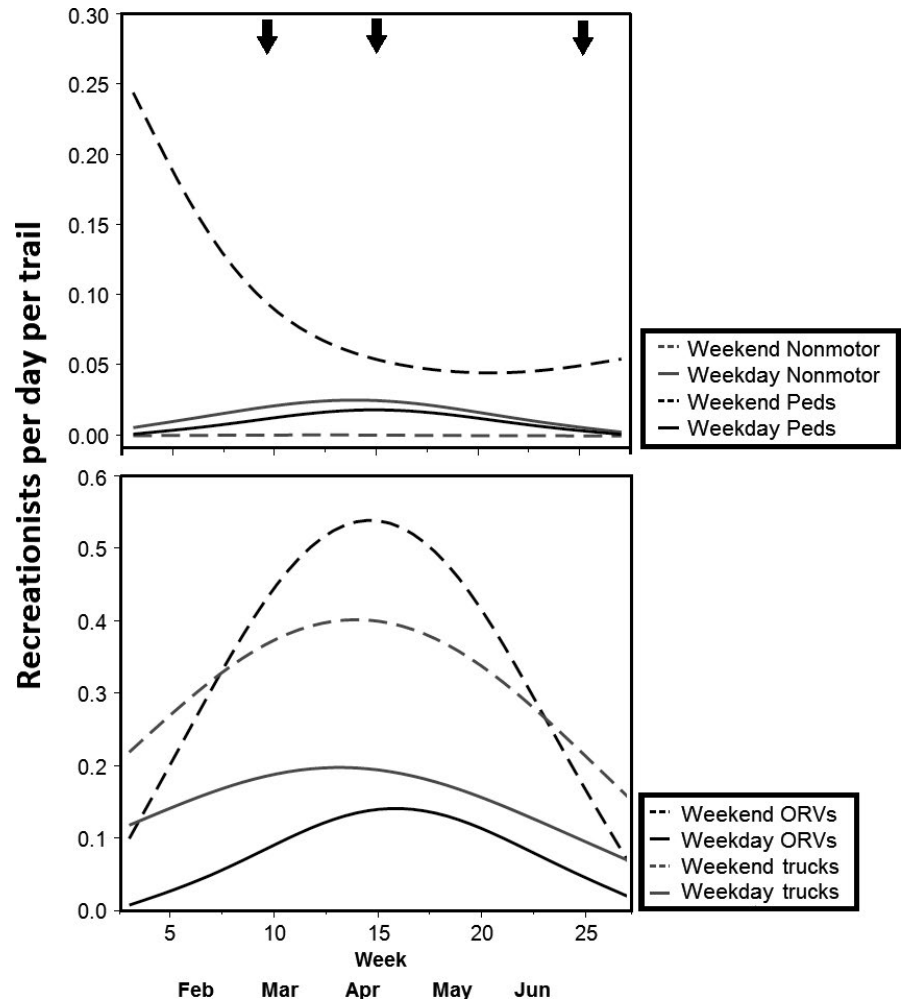 Recreationists per day per trail
0.30
0.25
0.20
0.15
0.10
0.05
0.00
Weekend Nonmotor
Weekday Nonmotor
Weekend Peds
Weekday Peds
0.6
0.5
0.4
0.3
0.2
0.1
0.0
Weekend ORVs
Weekday ORVs
Weekend trucks
Weekday trucks
5 10 15 20 25
Week
Feb Mar Apr May Jun